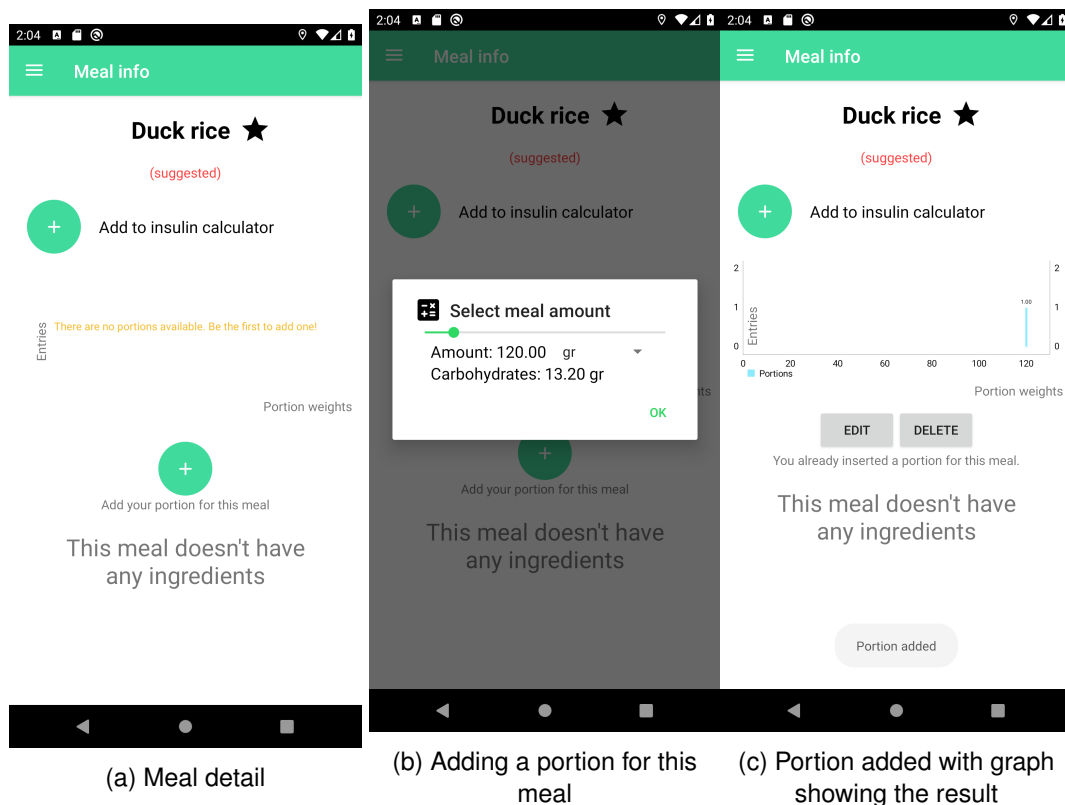 2:04
Meal info
Duck rice
(suggested)
+
Add to insulin calculator
There are no portions available. Be the first to add one!
Entries
Portion weights
+
Add your portion for this meal
This meal doesn't have
any ingredients
(a) Meal detail
2:04
Meal info
Duck rice
(suggested)
+
Add to insulin calculator
Select meal amount
Amount: 120.00 gr
Carbohydrates: 13.20 gr
OK
hts
+
Add your portion for this meal
This meal doesn't have
any ingredients
(b) Adding a portion for this
meal
2:04
Meal info
Duck rice
(suggested)
+
Add to insulin calculator
2 2
1.00
1 1
Entries
0 0
0 20 40 60 80 100 120
Portions
Portion weights
EDIT DELETE
You already inserted a portion for this meal.
This meal doesn't have
any ingredients
Portion added
(c) Portion added with graph
showing the result